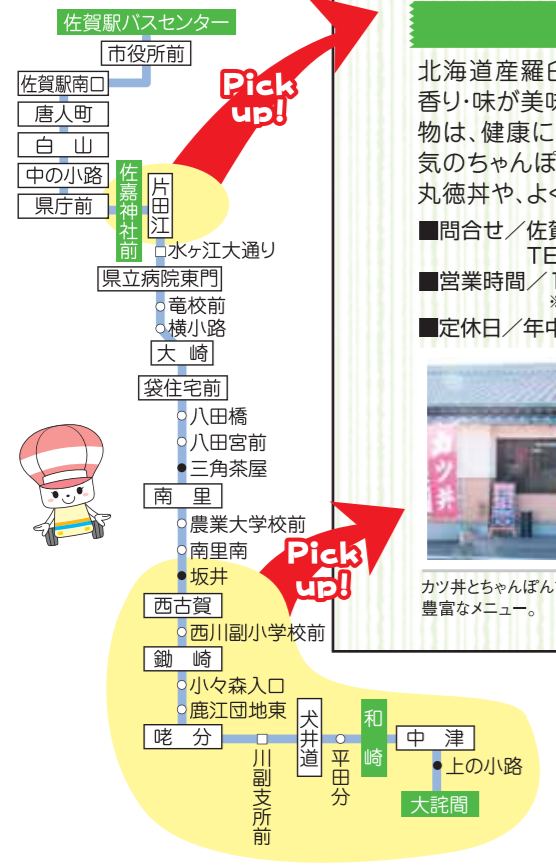 佐賀駅バスセンター
市役所前
佐賀駅南口
唐人町
白山
中の小路
県庁前
佐嘉神社前
片田江
水ヶ江大通り
県立病院東門
竜校前
横小路
大崎
袋住宅前
八田橋
八田宮前
三角茶屋
南里
農業大学校前
南里南
坂井
西古賀
西川副小学校前
鋤崎
小々森入口
鹿江団地東
咾分
川副支所前
犬井道
平田分
和崎
中津
上の小路
大詫間
Pick
up!
Pick
up!
北海道産羅臼
香り・味が美味
物は、健康に
気のちゃんぽ
丸徳丼や、よく
■問合せ／佐賀
TE
■営業時間／1
※
■定休日／年中
カツ丼
カツ丼とちゃんぽん
豊富なメニュー。